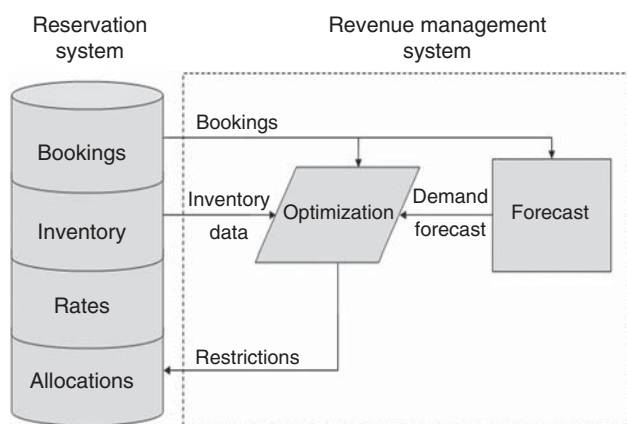 Reservation
system
Revenue management
system
Bookings
Inventory
Rates
Allocations
Bookings
Inventory
data
Optimization
Demand
forecast
Forecast
Restrictions